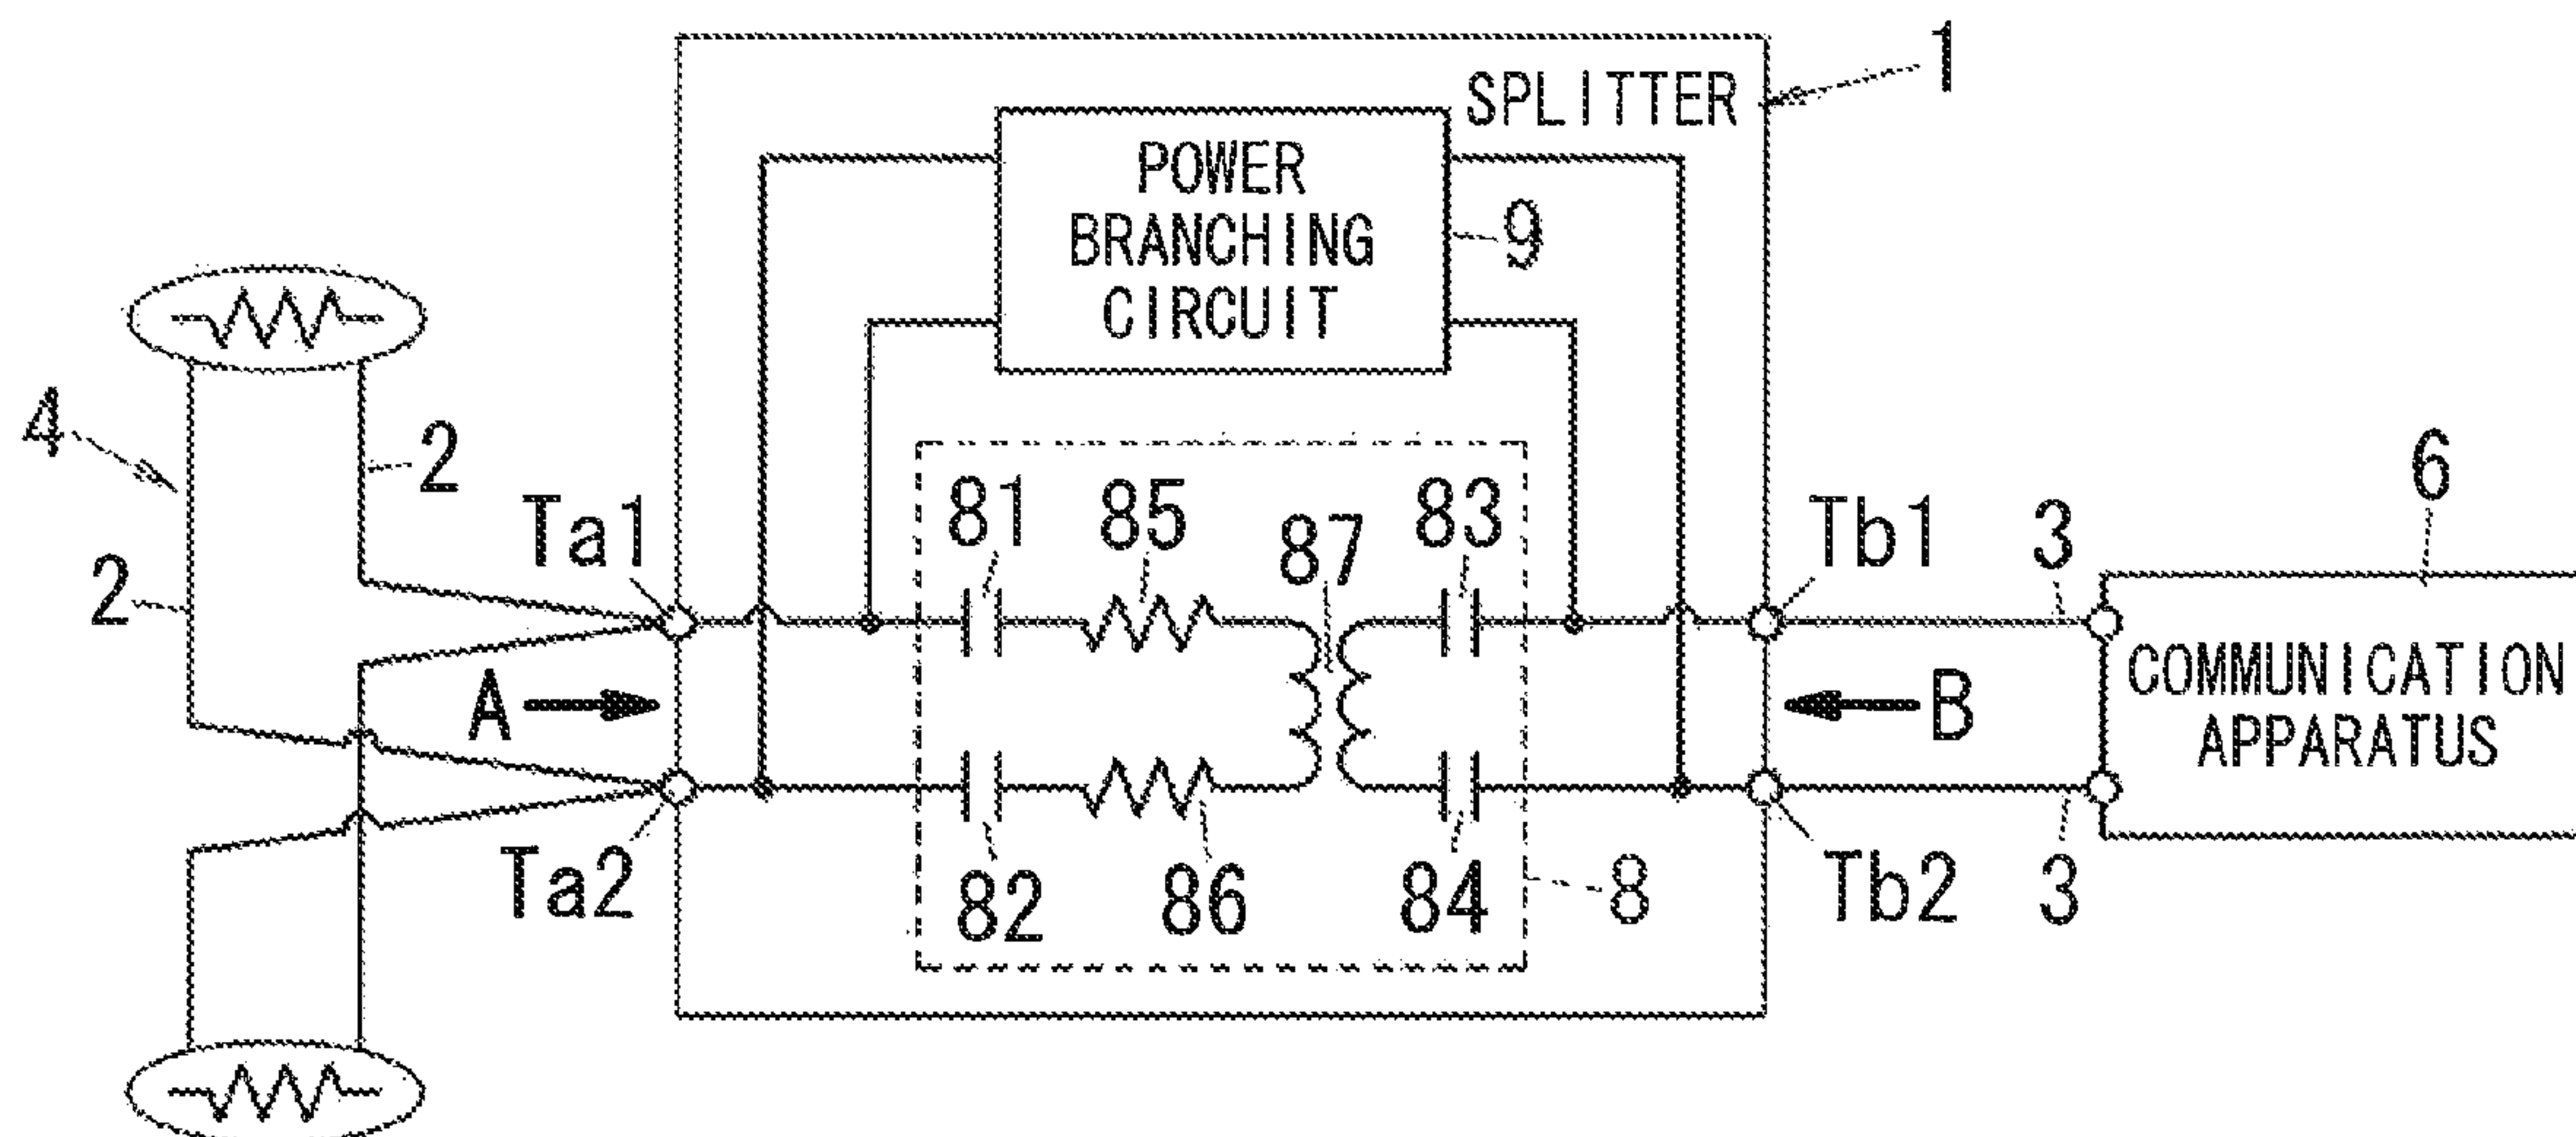 1
SPLITTER
POWER
BRANCHING
CIRCUIT
9
4
2
2
Ta1
81
85
87
83
Tb1
3
6
COMMUNICATION
APPARATUS
A
B
Ta2
82
86
84
8
Tb2
3